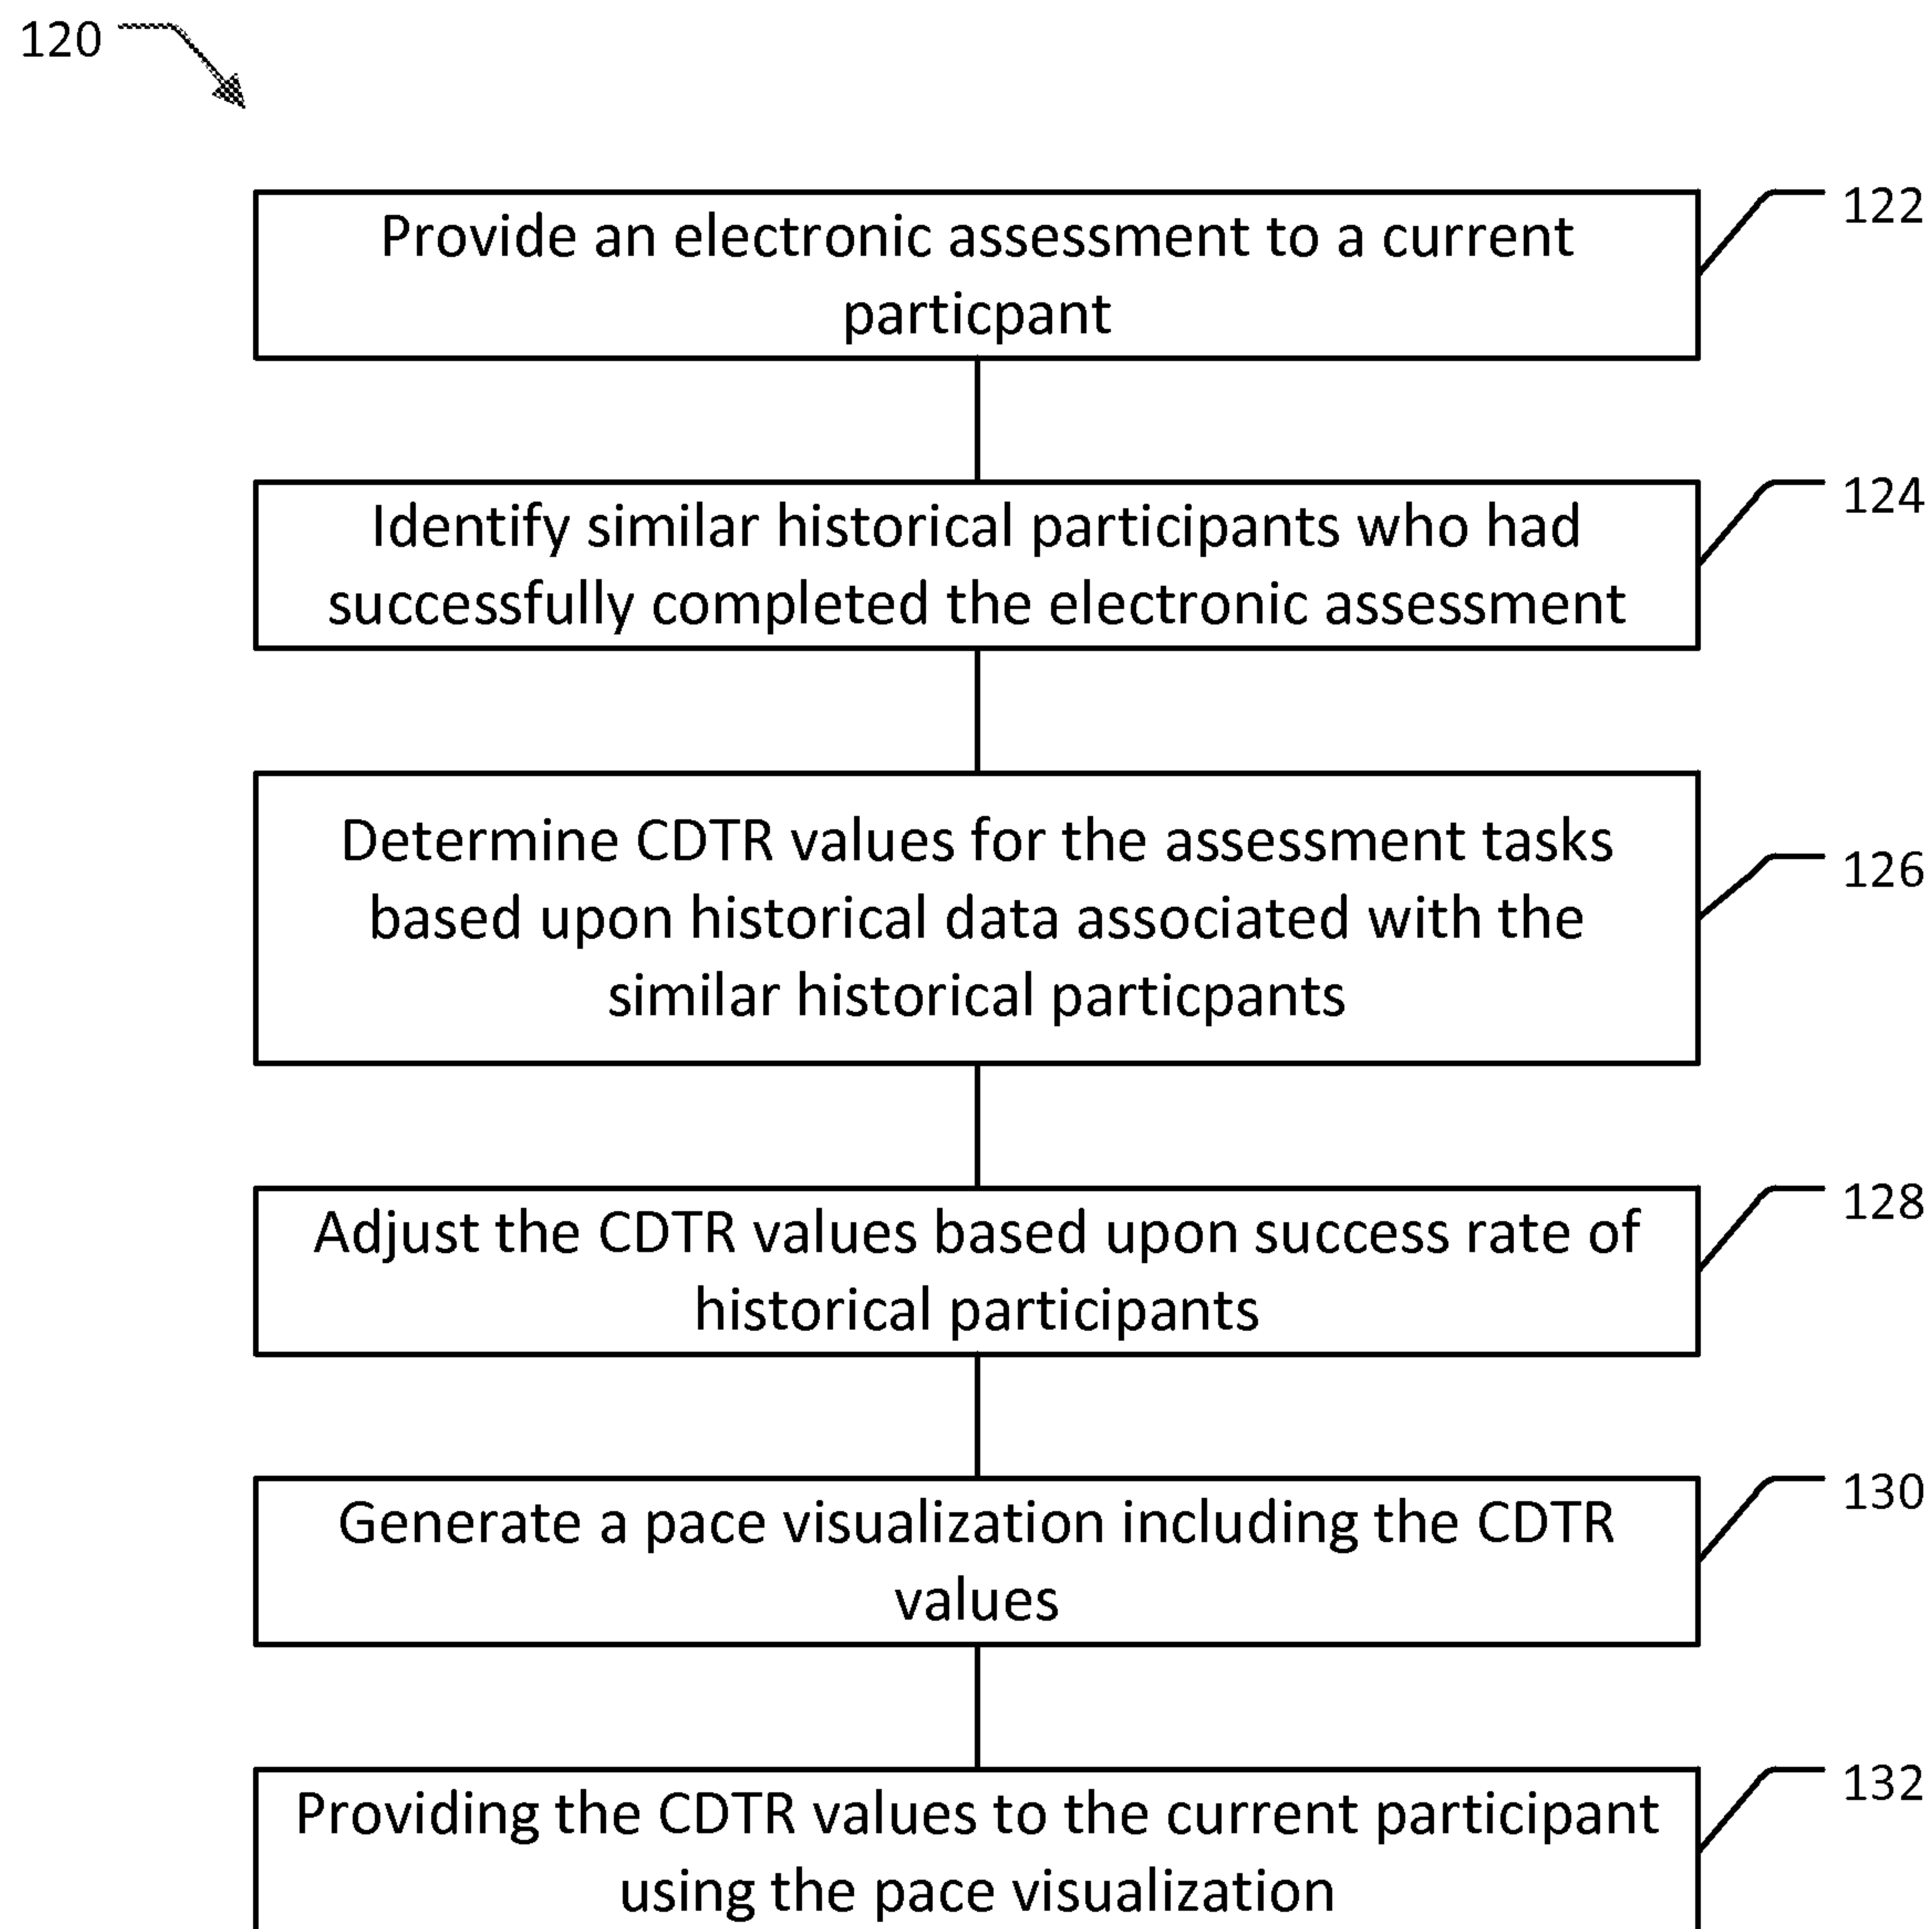 120
Provide an electronic assessment to a current
particpant
122
Identify similar historical participants who had
successfully completed the electronic assessment
124
Determine CDTR values for the assessment tasks
based upon historical data associated with the
similar historical particpants
126
Adjust the CDTR values based upon success rate of
historical participants
128
Generate a pace visualization including the CDTR
values
130
Providing the CDTR values to the current participant
using the pace visualization
132